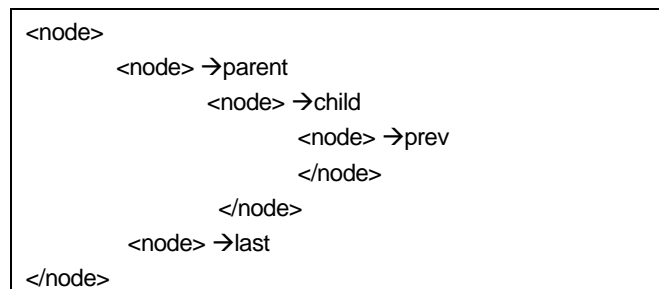 <node>
<node> →parent
<node> →child
<node> →prev
</node>
</node>
<node> →last
</node>